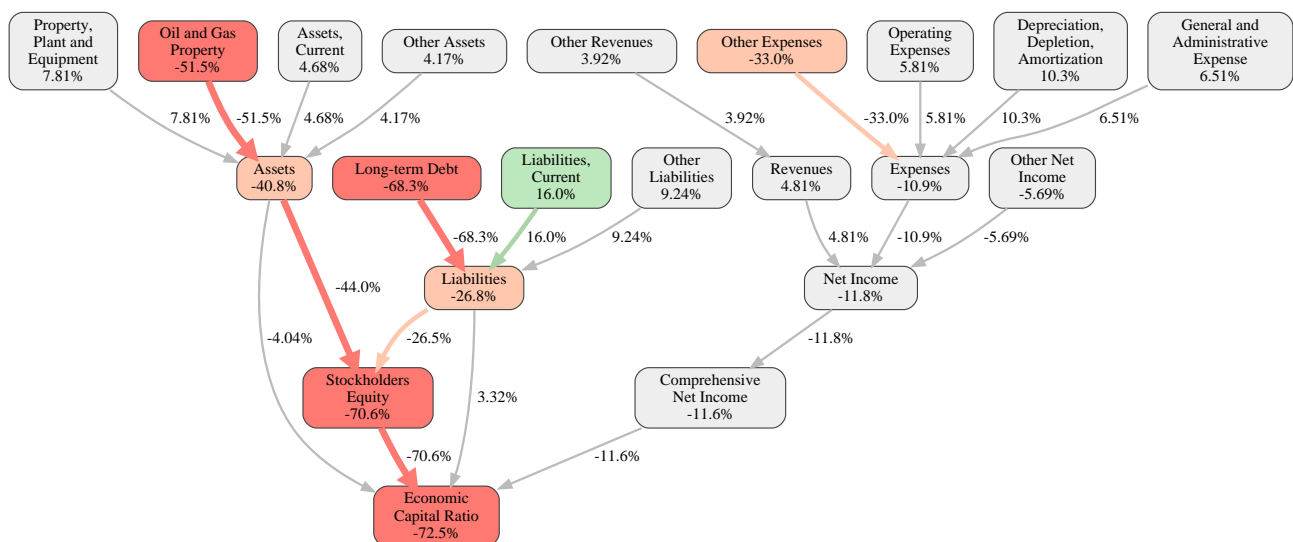 Property,
Plant and
Equipment
7.81%
Oil and Gas
Property
-51.5%
Assets,
Current
4.68%
Other Assets
4.17%
Other Revenues
3.92%
Other Expenses
-33.0%
Operating
Expenses
5.81%
Depreciation,
Depletion,
Amortization
10.3%
General and
Administrative
Expense
6.51%
7.81%
-51.5%
4.68%
4.17%
3.92%
-33.0%
5.81%
10.3%
6.51%
Assets
-40.8%
Long-term Debt
-68.3%
Liabilities,
Current
16.0%
Other
Liabilities
9.24%
Revenues
4.81%
Expenses
-10.9%
Other Net
Income
-5.69%
-68.3%
16.0%
9.24%
4.81%
-10.9%
-5.69%
Liabilities
-26.8%
Net Income
-11.8%
-44.0%
-4.04%
-26.5%
3.32%
-11.8%
Stockholders
Equity
-70.6%
Comprehensive
Net Income
-11.6%
-70.6%
-11.6%
Economic
Capital Ratio
-72.5%